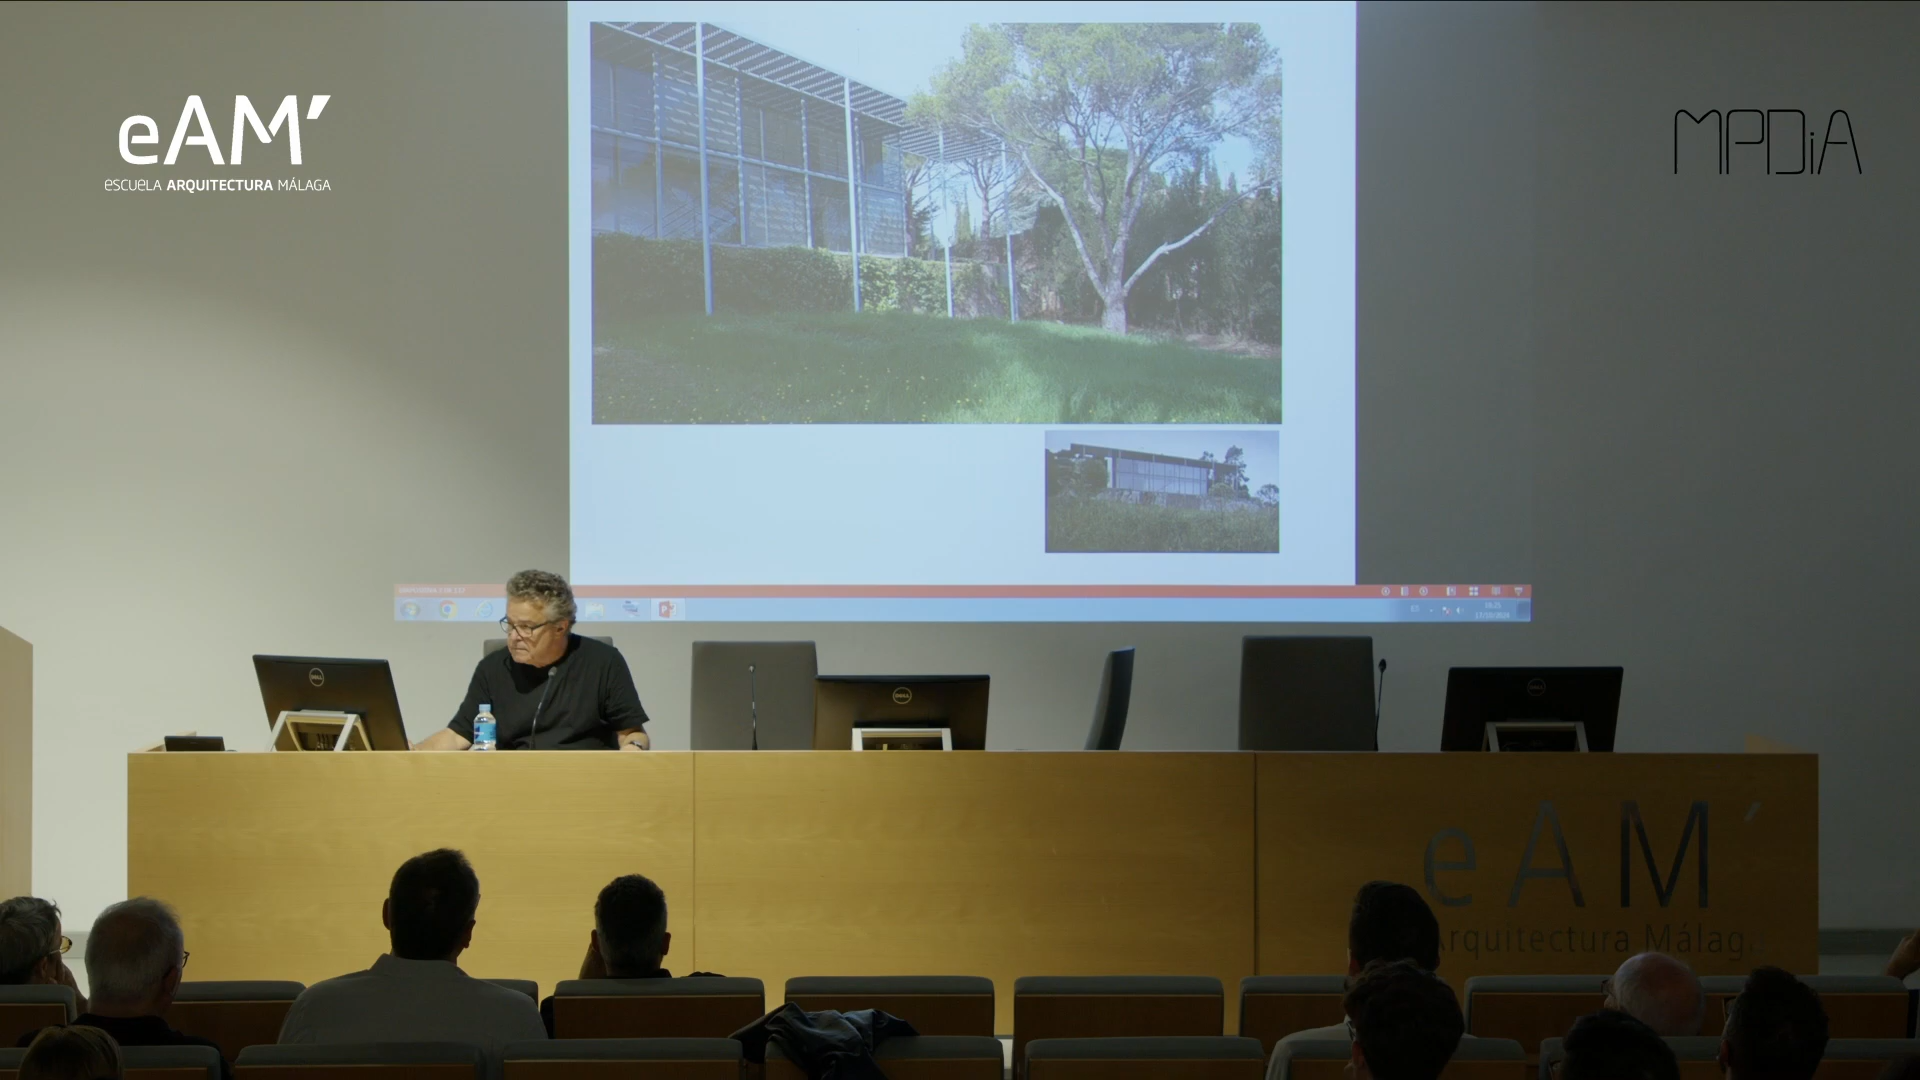 eAM'
ESCUELA ARQUITECTURA MÁLAGA
MPDiA
DELL
DELL
DELL
eAM'
Arquitectura Málaga